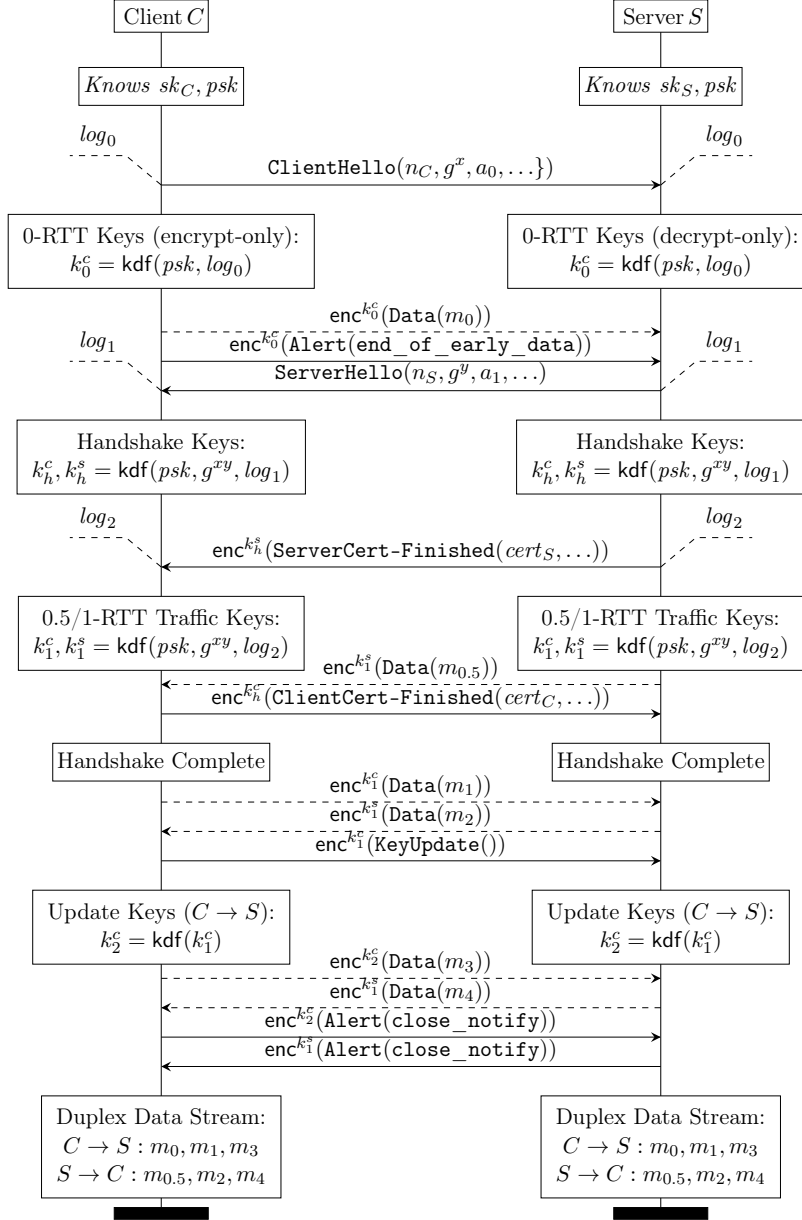 Client C Server S
Knows sk_C, psk Knows sk_S, psk
log_0 log_0
ClientHello(n_C, g^x, a_0, …})
0-RTT Keys (encrypt-only): 0-RTT Keys (decrypt-only):
k_0^c = kdf(psk, log_0) k_0^c = kdf(psk, log_0)
enc^{k_0^c}(Data(m_0))
log_1 log_1
enc^{k_0^c}(Alert(end_of_early_data))
ServerHello(n_S, g^y, a_1, …)
Handshake Keys: Handshake Keys:
k_h^c, k_h^s = kdf(psk, g^{xy}, log_1) k_h^c, k_h^s = kdf(psk, g^{xy}, log_1)
log_2 log_2
enc^{k_h^s}(ServerCert-Finished(cert_S, …))
0.5/1-RTT Traffic Keys: 0.5/1-RTT Traffic Keys:
k_1^c, k_1^s = kdf(psk, g^{xy}, log_2) k_1^c, k_1^s = kdf(psk, g^{xy}, log_2)
enc^{k_1^s}(Data(m_{0.5}))
enc^{k_h^c}(ClientCert-Finished(cert_C, …))
Handshake Complete Handshake Complete
enc^{k_1^c}(Data(m_1))
enc^{k_1^s}(Data(m_2))
enc^{k_1^c}(KeyUpdate())
Update Keys (C → S): Update Keys (C → S):
k_2^c = kdf(k_1^c) k_2^c = kdf(k_1^c)
enc^{k_2^c}(Data(m_3))
enc^{k_1^s}(Data(m_4))
enc^{k_2^c}(Alert(close_notify))
enc^{k_1^s}(Alert(close_notify))
Duplex Data Stream: Duplex Data Stream:
C → S : m_0, m_1, m_3 C → S : m_0, m_1, m_3
S → C : m_{0.5}, m_2, m_4 S → C : m_{0.5}, m_2, m_4